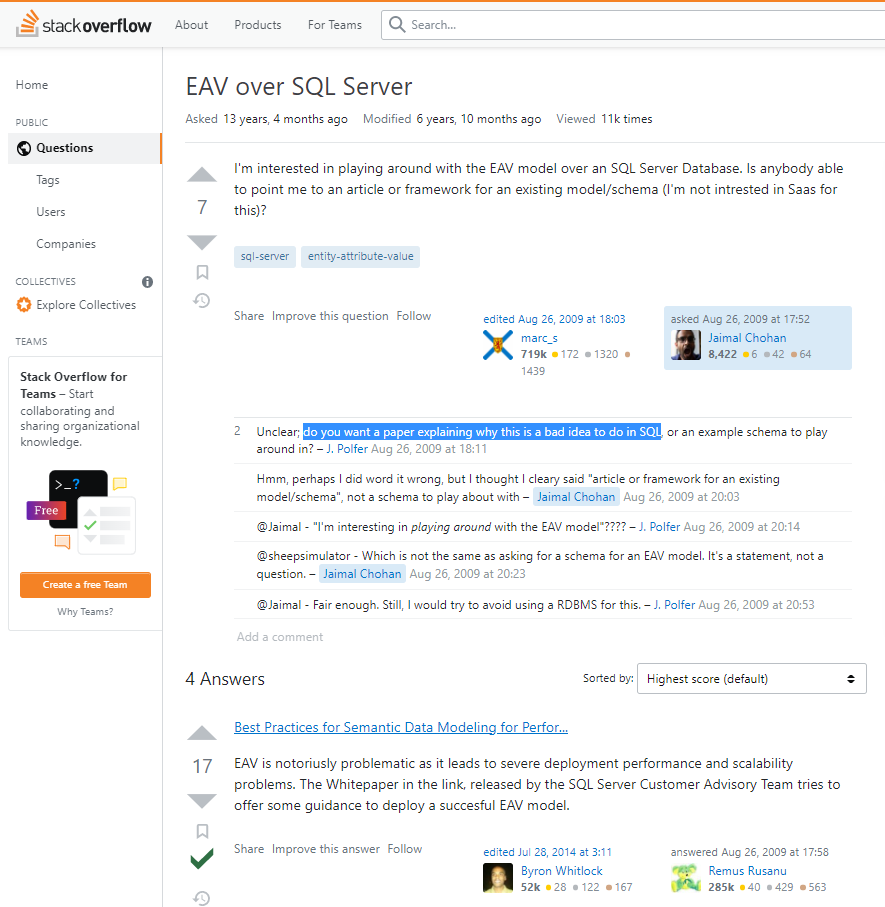 stackoverflow
About
Products
For Teams
Search...
Home
PUBLIC
Questions
Tags
Users
Companies
COLLECTIVES
Explore Collectives
TEAMS
Stack Overflow for
Teams – Start
collaborating and
sharing organizational
knowledge.
>_?
Free
Create a free Team
Why Teams?
EAV over SQL Server
Asked 13 years, 4 months ago Modified 6 years, 10 months ago Viewed 11k times
7
I'm interested in playing around with the EAV model over an SQL Server Database. Is anybody able
to point me to an article or framework for an existing model/schema (I'm not intrested in Saas for
this)?
sql-server entity-attribute-value
Share Improve this question Follow
edited Aug 26, 2009 at 18:03
marc_s
719k 172 1320
1439
asked Aug 26, 2009 at 17:52
Jaimal Chohan
8,422 6 42 64
2 Unclear; do you want a paper explaining why this is a bad idea to do in SQL, or an example schema to play
around in? – J. Polfer Aug 26, 2009 at 18:11
Hmm, perhaps I did word it wrong, but I thought I cleary said "article or framework for an existing
model/schema", not a schema to play about with – Jaimal Chohan Aug 26, 2009 at 20:03
@Jaimal - "I'm interesting in playing around with the EAV model"???? – J. Polfer Aug 26, 2009 at 20:14
@sheepsimulator - Which is not the same as asking for a schema for an EAV model. It's a statement, not a
question. – Jaimal Chohan Aug 26, 2009 at 20:23
@Jaimal - Fair enough. Still, I would try to avoid using a RDBMS for this. – J. Polfer Aug 26, 2009 at 20:53
Add a comment
4 Answers
Sorted by: Highest score (default)
Best Practices for Semantic Data Modeling for Perfor...
17
EAV is notoriusly problematic as it leads to severe deployment performance and scalability
problems. The Whitepaper in the link, released by the SQL Server Customer Advisory Team tries to
offer some guidance to deploy a succesful EAV model.
Share Improve this answer Follow
edited Jul 28, 2014 at 3:11
Byron Whitlock
52k 28 122 167
answered Aug 26, 2009 at 17:58
Remus Rusanu
285k 40 429 563